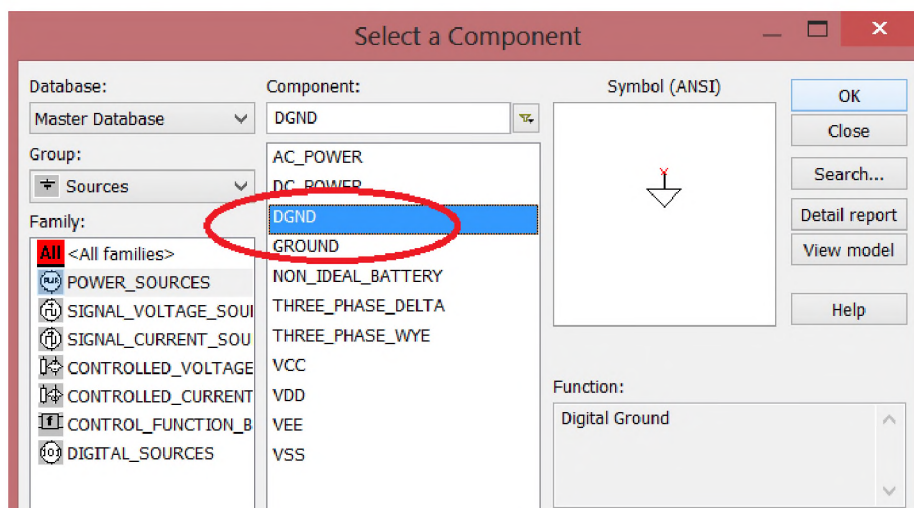 Select a Component
Database:
Master Database
Group:
Sources
Family:
All <All families>
POWER_SOURCES
SIGNAL_VOLTAGE_SOU
SIGNAL_CURRENT_SOU
CONTROLLED_VOLTAGE
CONTROLLED_CURRENT
CONTROL_FUNCTION_B
DIGITAL_SOURCES
Component:
DGND
AC_POWER
DC_POWER
DGND
GROUND
NON_IDEAL_BATTERY
THREE_PHASE_DELTA
THREE_PHASE_WYE
VCC
VDD
VEE
VSS
Symbol (ANSI)
Function:
Digital Ground
OK
Close
Search...
Detail report
View model
Help